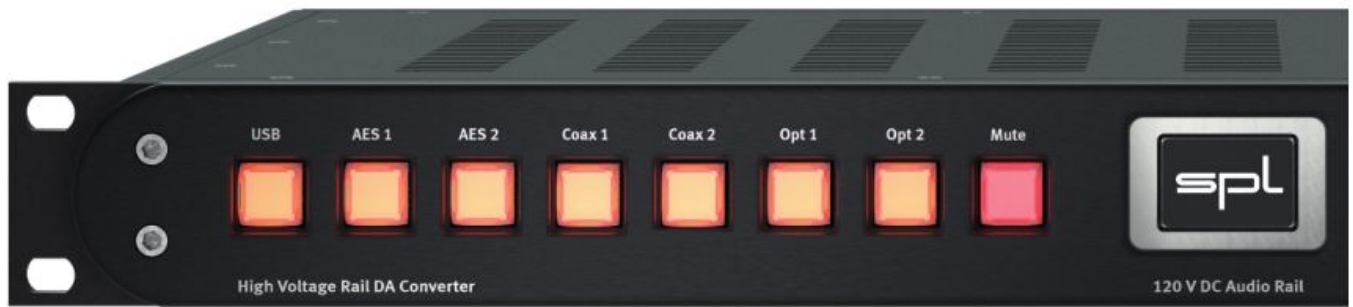 USB AES 1 AES 2 Coax 1 Coax 2 Opt 1 Opt 2 Mute
spl
High Voltage Rail DA Converter 120 V DC Audio Rail